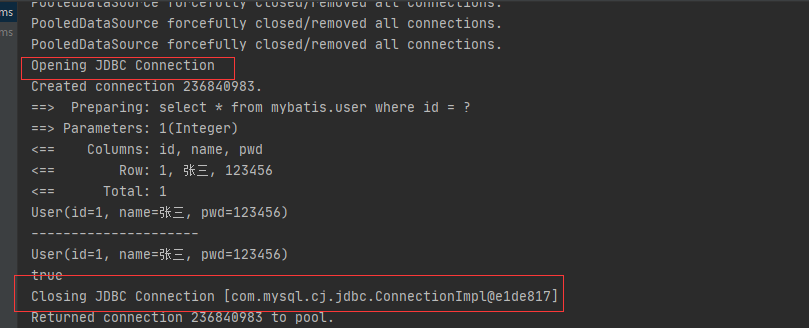 ms
ms
PooledDataSource forcefully closed/removed all connections.
PooledDataSource forcefully closed/removed all connections.
PooledDataSource forcefully closed/removed all connections.
Opening JDBC Connection
Created connection 236840983.
==>  Preparing: select * from mybatis.user where id = ?
==> Parameters: 1(Integer)
<==    Columns: id, name, pwd
<==        Row: 1, 张三, 123456
<==      Total: 1
User(id=1, name=张三, pwd=123456)
---------------------
User(id=1, name=张三, pwd=123456)
true
Closing JDBC Connection [com.mysql.cj.jdbc.ConnectionImpl@e1de817]
Returned connection 236840983 to pool.